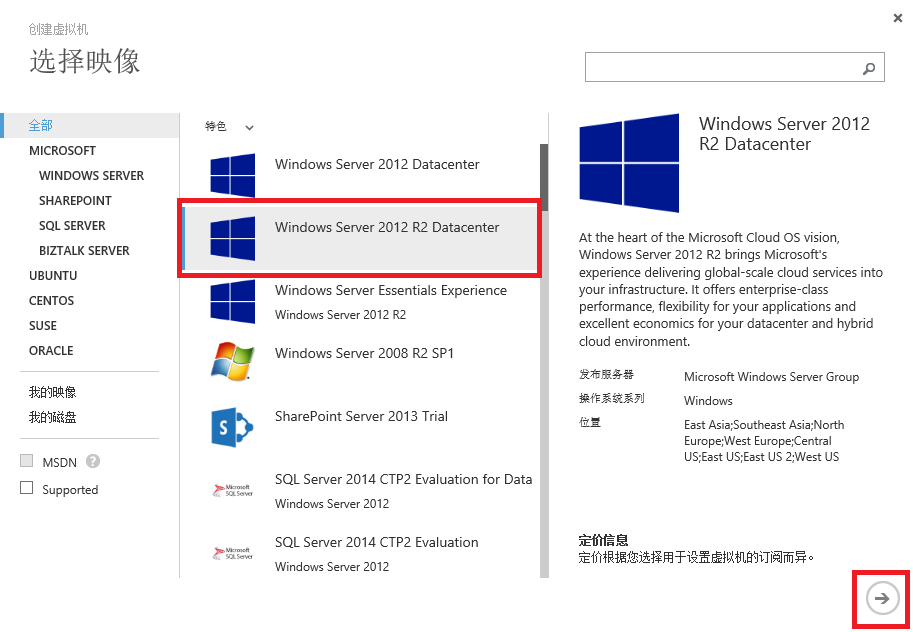 创建虚拟机
选择映像
全部
MICROSOFT
WINDOWS SERVER
SHAREPOINT
SQL SERVER
BIZTALK SERVER
UBUNTU
CENTOS
SUSE
ORACLE
我的映像
我的磁盘
MSDN ?
Supported
特色
Windows Server 2012 Datacenter
Windows Server 2012 R2 Datacenter
Windows Server Essentials Experience
Windows Server 2012 R2
Windows Server 2008 R2 SP1
S
SharePoint Server 2013 Trial
Microsoft
SQL Server
SQL Server 2014 CTP2 Evaluation for Data
Windows Server 2012
Microsoft
SQL Server
SQL Server 2014 CTP2 Evaluation
Windows Server 2012
Windows Server 2012
R2 Datacenter
At the heart of the Microsoft Cloud OS vision,
Windows Server 2012 R2 brings Microsoft's
experience delivering global-scale cloud services into
your infrastructure. It offers enterprise-class
performance, flexibility for your applications and
excellent economics for your datacenter and hybrid
cloud environment.
发布服务器 Microsoft Windows Server Group
操作系统系列 Windows
位置 East Asia;Southeast Asia;North
Europe;West Europe;Central
US;East US;East US 2;West US
定价信息
定价根据您选择用于设置虚拟机的订阅而异。